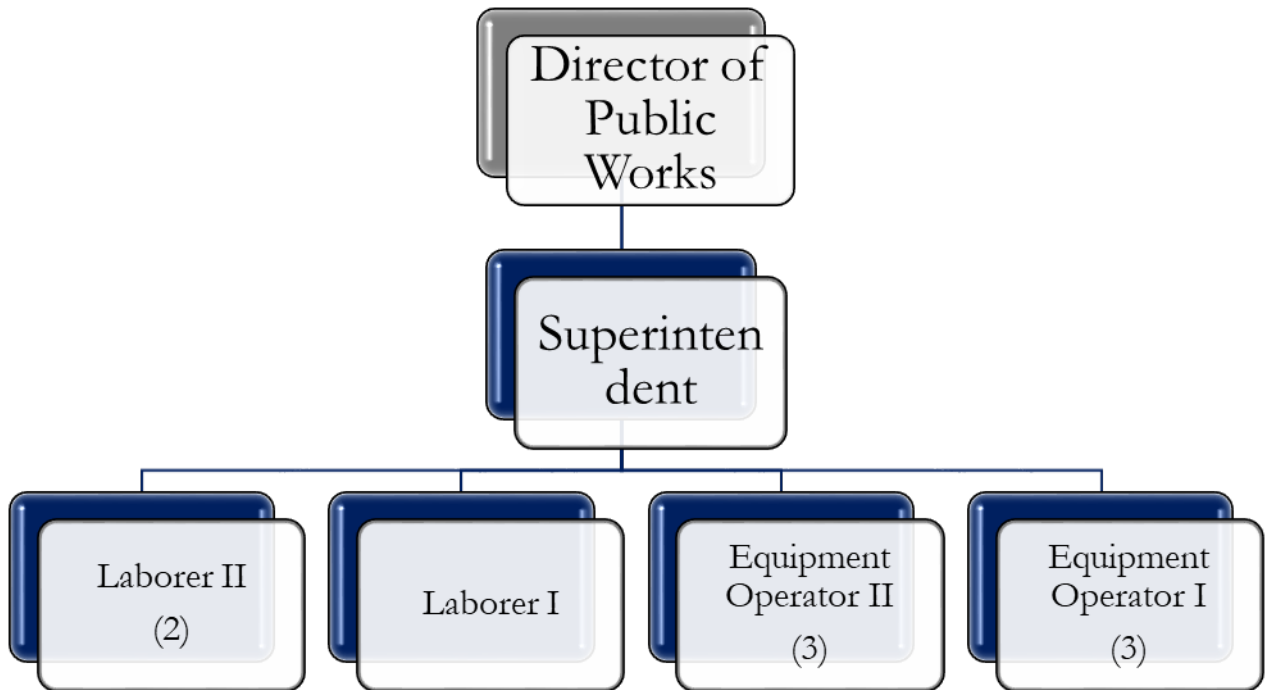 Director of
Public
Works
Superinten
dent
Laborer II
(2)
Laborer I
Equipment
Operator II
(3)
Equipment
Operator I
(3)